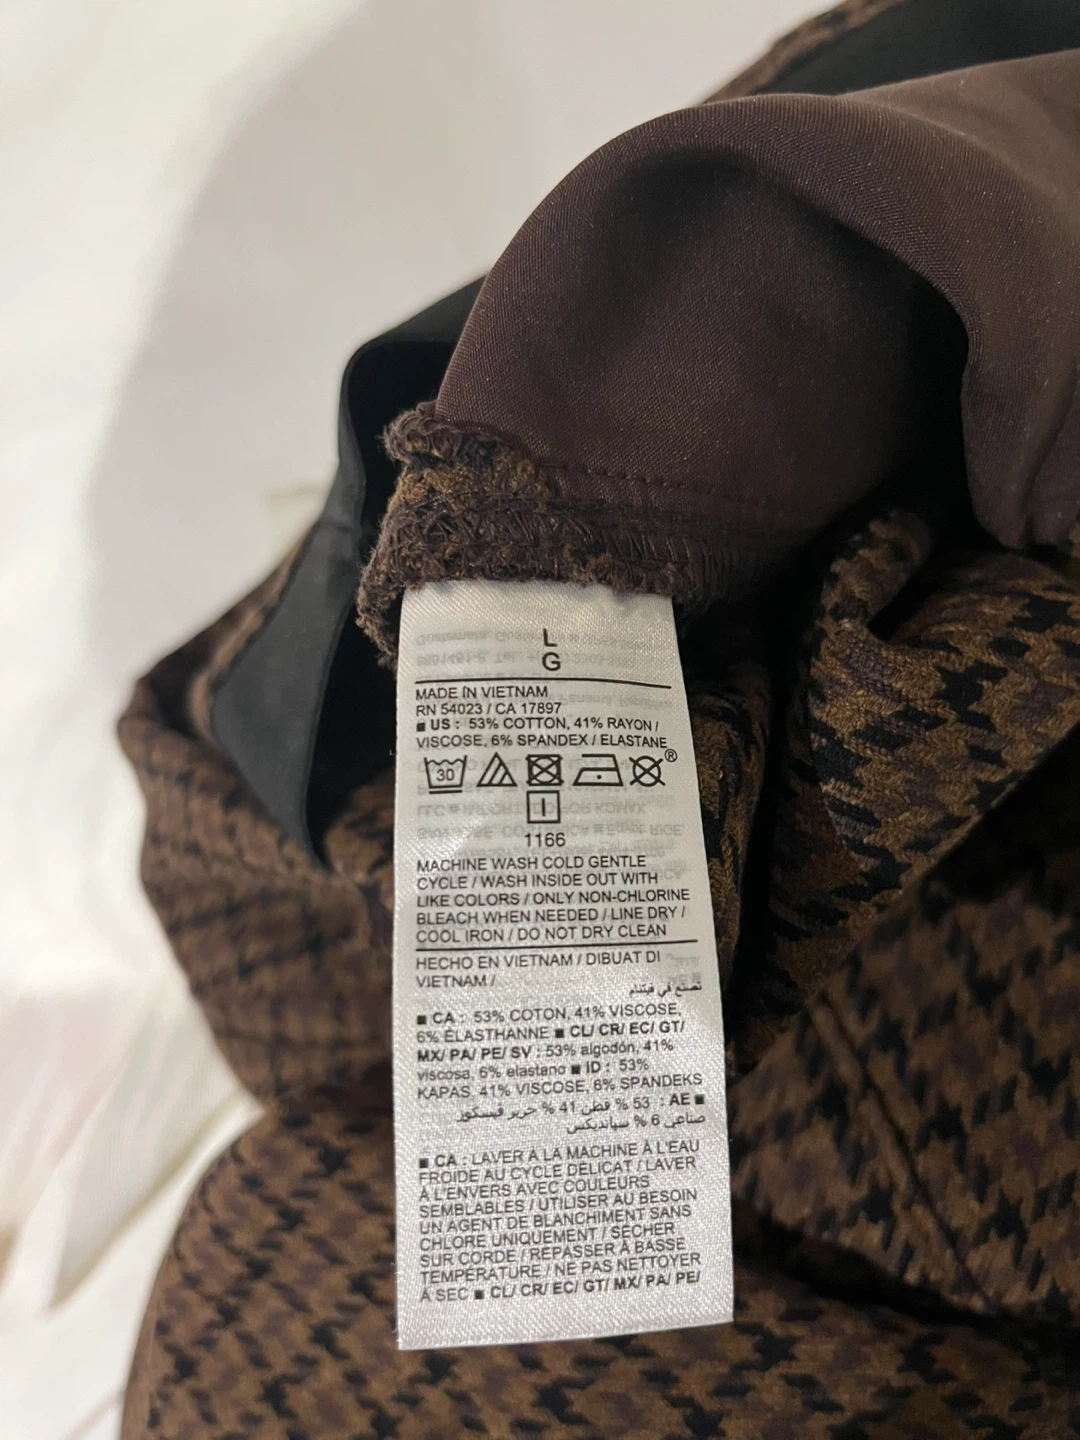 L
G
MADE IN VIETNAM
RN 54023 / CA 17897
■ US : 53% COTTON, 41% RAYON /
VISCOSE, 6% SPANDEX / ELASTANE
30
®
1166
MACHINE WASH COLD GENTLE
CYCLE / WASH INSIDE OUT WITH
LIKE COLORS / ONLY NON-CHLORINE
BLEACH WHEN NEEDED / LINE DRY /
COOL IRON / DO NOT DRY CLEAN
HECHO EN VIETNAM / DIBUAT DI
VIETNAM /
تصنع في فيتنام
■ CA : 53% COTON, 41% VISCOSE,
6% ÉLASTHANNE ■ CL/ CR/ EC/ GT/
MX/ PA/ PE/ SV : 53% algodón, 41%
viscosa, 6% elastano ■ ID : 53%
KAPAS, 41% VISCOSE, 6% SPANDEKS
■ AE : 53 % قطن 41 % حرير فيسكوز
صناعي 6 % سباندیکس
■ CA : LAVER À LA MACHINE À L'EAU
FROIDE AU CYCLE DÉLICAT / LAVER
À L'ENVERS AVEC COULEURS
SEMBLABLES / UTILISER AU BESOIN
UN AGENT DE BLANCHIMENT SANS
CHLORE UNIQUEMENT / SÉCHER
SUR CORDE / REPASSER À BASSE
TEMPÉRATURE / NE PAS NETTOYER
À SEC ■ CL/ CR/ EC/ GT/ MX/ PA/ PE/